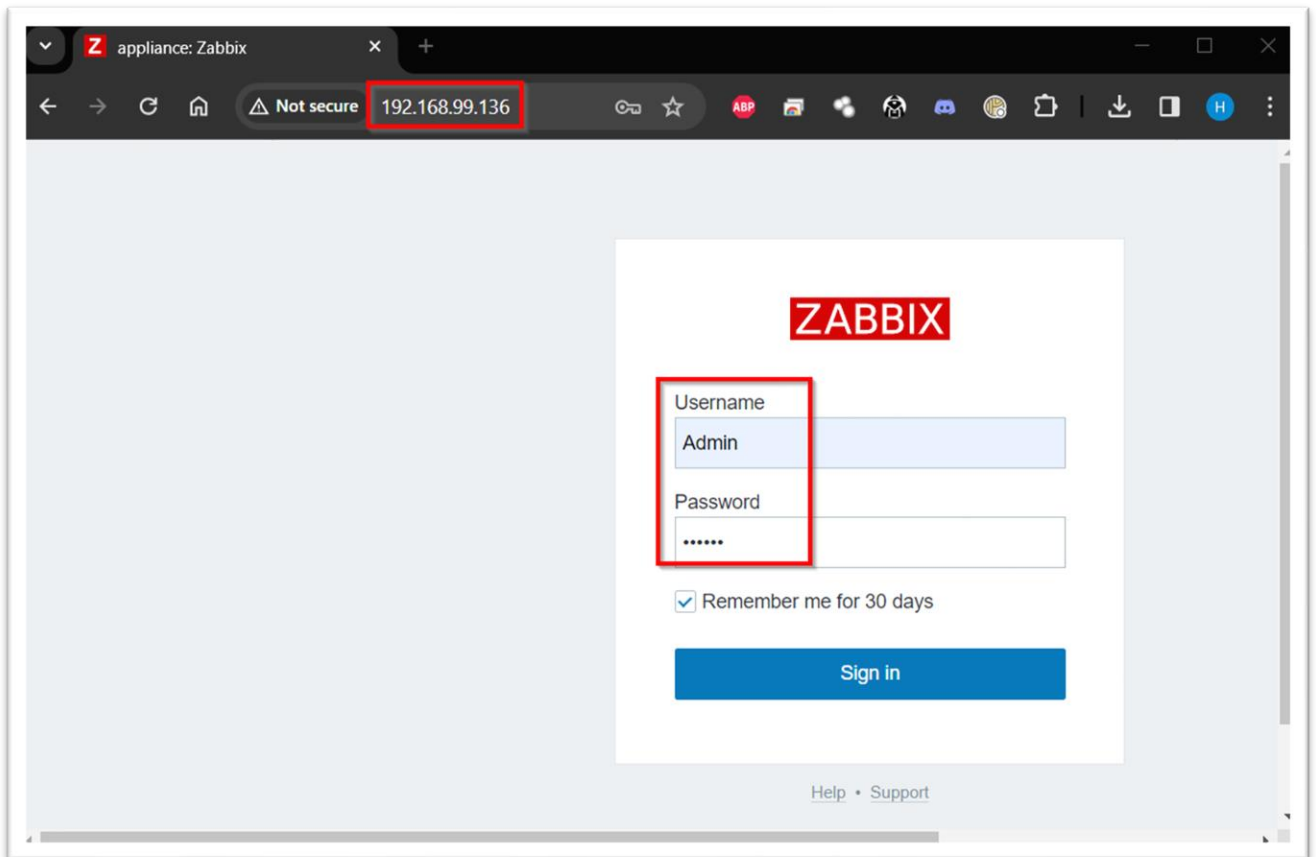 Z appliance: Zabbix
Not secure 192.168.99.136 ABP H
ZABBIX
Username
Admin
Password
••••••
Remember me for 30 days
Sign in
Help • Support